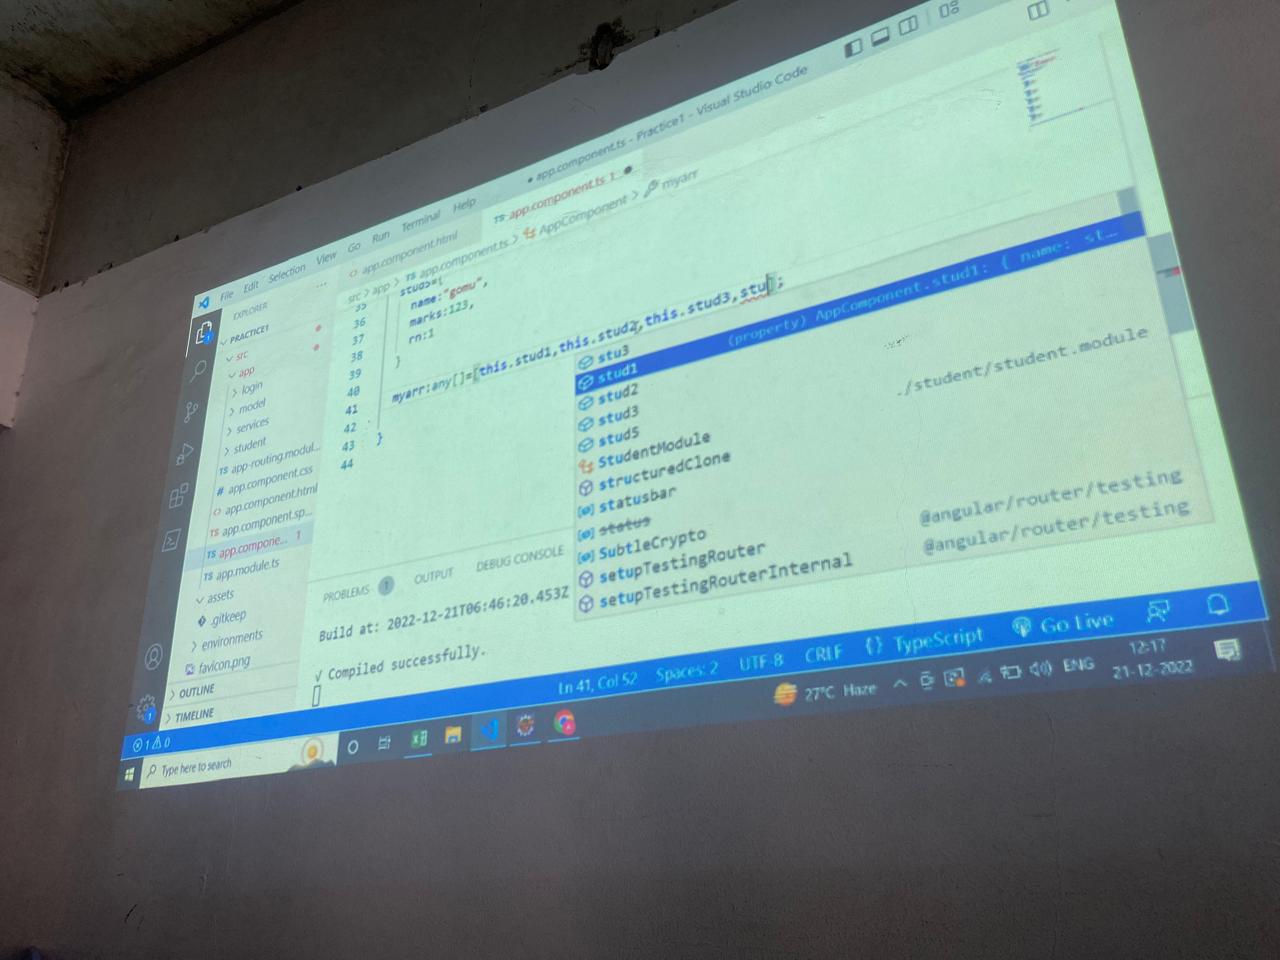 app.component.ts - Practice1 - Visual Studio Code
File Edit Selection View Go Run Terminal Help
EXPLORER ...
app.component.html
TS app.component.ts 1
src > app > TS app.component.ts > AppComponent > myarr
PRACTICE1
src
app
login
model
services
student
TS app-routing.modul...
# app.component.css
app.component.html
TS app.component.sp...
TS app.compone... 1
TS app.module.ts
assets
.gitkeep
environments
favicon.png
OUTLINE
TIMELINE
35
36 name:"gomu",
37 marks:123,
38 rn:1
39 }
40
41 myarr:any[]=[this.stud1,this.stud2,this.stud3,stu];
42
43 }
44
stu3
stud1 (property) AppComponent.stud1: { name: st...
stud2
stud3
stud5
StudentModule ./student/student.module
structuredClone
statusbar
status
SubtleCrypto
setupTestingRouter @angular/router/testing
setupTestingRouterInternal @angular/router/testing
PROBLEMS 1 OUTPUT DEBUG CONSOLE
Build at: 2022-12-21T06:46:20.453Z
√ Compiled successfully.
1 0
Ln 41, Col 52 Spaces: 2 UTF-8 CRLF {} TypeScript Go Live
Type here to search
27°C Haze ENG
12:17
21-12-2022